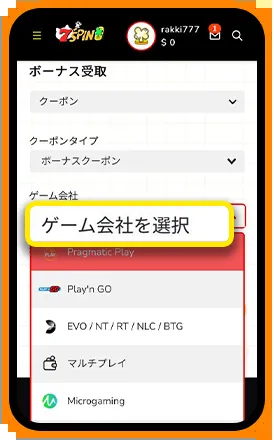 75PIN
rakki777
$ 0
1
ボーナス受取
クーポン
クーポンタイプ
ボーナスクーポン
ゲーム会社
ゲーム会社を選択
Pragmatic Play
Play'n GO
EVO / NT / RT / NLC / BTG
マルチプレイ
Microgaming